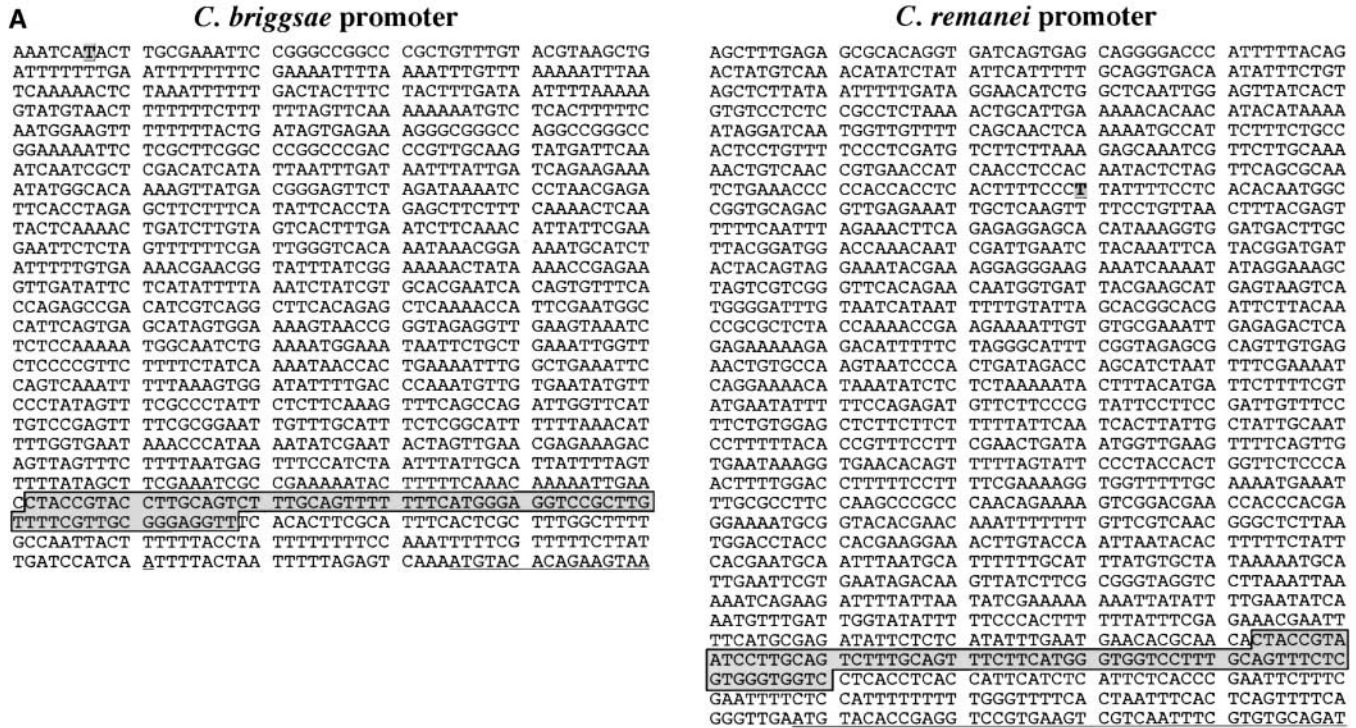 A
C. briggsae promoter
AAATCATACT TGCGAAATTC CGGGCCGGCC CGCTGTTTGT ACGTAAGCTG
ATTTTTTTGA ATTTTTTTTC GAAAATTTTA AAATTTGTTT AAAAATTTAA
TCAAAAACTC TAAATTTTTT GACTACTTTC TACTTTGATA ATTTTAAAAA
GTATGTAACT TTTTTTCTTT TTTAGTTCAA AAAAAATGTC TCACTTTTTC
AATGGAAGTT TTTTTTACTG ATAGTGAGAA AGGGCGGGCC AGGCCGGGCC
GGAAAAATTC TCGCTTCGGC CCGGCCCGAC CCGTTGCAAG TATGATTCAA
ATCAATCGCT CGACATCATA TTAATTTGAT AATTTATTGA TCAGAAGAAA
ATATGGCACA AAAGTTATGA CGGGAGTTCT AGATAAAATC CCTAACGAGA
TTCACCTAGA GCTTCTTTCA TATTCACCTA GAGCTTCTTT CAAAACTCAA
TACTCAAAAC TGATCTTGTA GTCACTTTGA ATCTTCAAAC ATTATTCGAA
GAATTCTCTA GTTTTTTCGA TTGGGTCACA AATAAACGGA AAATGCATCT
ATTTTTGTGA AAACGAACGG TATTTATCGG AAAAACTATA AAACCGAGAA
GTTGATATTC TCATATTTTA AATCTATCGT GCACGAATCA CAGTGTTTCA
CCAGAGCCGA CATCGTCAGG CTTCACAGAG CTCAAAACCA TTCGAATGGC
CATTCAGTGA GCATAGTGGA AAAGTAACCG GGTAGAGGTT GAAGTAAATC
TCTCCAAAAA TGGCAATCTG AAAATGGAAA TAATTCTGCT GAAATTGGTT
CTCCCCGTTC TTTTCTATCA AAATAACCAC TGAAAATTTG GCTGAAATTC
CAGTCAAATT TTTAAAGTGG ATATTTTGAC CCAAATGTTG TGAATATGTT
CCCTATAGTT TCGCCCTATT CTCTTCAAAG TTTCAGCCAG ATTGGTTCAT
TGTCCGAGTT TTCGCGGAAT TGTTTGCATT TCTCGGCATT TTTTAAACAT
TTTGGTGAAT AAACCCATAA AATATCGAAT ACTAGTTGAA CGAGAAAGAC
AGTTAGTTTC TTTTAATGAG TTTCCATCTA ATTTATTGCA TTATTTTAGT
TTTTATAGCTT CGAAATCGCC GAAAAATACT TTTTCAAAC AAAAATTGAA
CCTACCGTAC CTTGCAGTCT TTGCAGTTTT TTTCATGGGA GGTCCGCTTG
TTTTCGTTGC GGGAGGTTTC ACACTTCGCA TTTCACTCGC TTTGGCTTTT
GCCAATTACT TTTTTACCTA TTTTTTTTCC AAATTTTTCG TTTTTCTTAT
TGATCCATCA ATTTTACTAA TTTTTAGAGT CAAAATGTAC ACAGAAGTAA
C. remanei promoter
AGCTTTGAGA GCGCACAGGT GATCAGTGAG CAGGGGACCC ATTTTTACAG
ACTATGTCAA ACATATCTAT ATTCATTTTT GCAGGTGACA ATATTTCTGT
AGCTCTTATA ATTTTTGATA GGAACATCTG GCTCAATTGG AGTTATCACT
GTGTCCTCTC CGCCTCTAAA ACTGCATTGA AAAACACAAC ATACATAAAA
ATAGGATCAA TGGTTGTTTT CAGCAACTCA AAAATGCCAT TCTTTCTGCC
ACTCCTGTTT TCCCTCGATG TCTTCTTAAA GAGCAAATCG TTCTTGCAAA
AACTGTCAAC CGTGAACCAT CAACCTCCAC AATACTCTAG TTCAGCGCAA
TCTGAAACCC CCACCACCTC ACTTTTCCCT TATTTTCCTC ACACAATGGC
CGGTGCAGAC GTTGAGAAAT TGCTCAAGTT TTCCTGTTAA CTTTACGAGT
TTTTCAATTT AGAAACTTCA GAGAGGAGCA CATAAAGGTG GATGACTTGC
TTACGGATGG ACCAAACAAT CGATTGAATC TACAAATTCA TACGGATGAT
ACTACAGTAG GAAATACGAA AGGAGGGAAG AAATCAAAAT ATAGGAAAGC
TAGTCGTCGG GTTCACAGAA CAATGGTGAT TACGAAGCAT GAGTAAGTCA
TGGGGATTTG TAATCATAAT TTTTGTATTA GCACGGCACG ATTCTTACAA
CCGCGCTCTA CCAAAACCGA AGAAAATTGT GTGCGAAATT GAGAGACTCA
GAGAAAAAGA GACATTTTTC TAGGGCATTT CGGTAGAGCG CAGTTGTGAG
AACTGTGCCA AGTAATCCCA CTGATAGACC AGCATCTAAT TTTCGAAAAT
CAGGAAAACA TAAATATCTC TCTAAAAATA CTTTACATGA TTCTTTTCGT
ATGAATATTT TTCCAGAGAT GTTCTTCCCG TATTCCTTCC GATTGTTTCC
TTCTGTGGAG CTCTTCTTCT TTTTATTCAA TCACTTATTG CTATTGCAAT
CCTTTTTACA CCGTTTCCTT CGAACTGATA ATGGTTGAAG TTTTCAGTTG
TGAATAAAGG TGAACACAGT TTTTAGTATT CCCTACCACT GGTTCTCCCA
ACTTTTGGAC CTTTTTCCTT TTCGAAAAGG TGGTTTTTGC AAAATGAAAT
TTGCGCCTTC CAAGCCCGCC CAACAGAAAA GTCGGACGAA CCACCCACGA
GGAAAAATGC GGTACACGAAC AAATTTTTTT GTTCGTCAAC GGGCTCTTAA
TGGACCTACC CACGAAGGAA ACTTGTACCA ATTAATACAC TTTTTCTATT
CACGAATGCA ATTTAATGCA TTTTTTGCAT TTATGTGCTA TAAAAATGCA
TTGAATTCGT GAATAGACAA GTTATCTTCG CGGGTAGGTCC TTAAATTAA
AAATCAGAAG ATTTTATTAA TATCGAAAAA AAATTATATT TTGAATATCA
AATGTTTGAT TGGTATATTT TTCCCACTTT TTTATTTCGA GAAACGAATT
TTCATGCGAG ATATTCTCTC ATATTTGAAT GAACACGCAA CACTACCGTA
ATCCTTGCAG TCTTTGCAGT TTCTTCATGG GTGGTCCTTT GCAGTTTCTC
GTGGGTGGTC CTCACCTCAC CATTCATCTC ATTCTCACCC GAATTCTTTC
GAATTTTCTC CATTTTTTTT TGGGTTTTCA CTAATTTCAC TCAGTTTTCA
GGGTTGAATG TACACCGAGG TCCGTGAAGT CGTCAATTTC GTGTGCAGAT